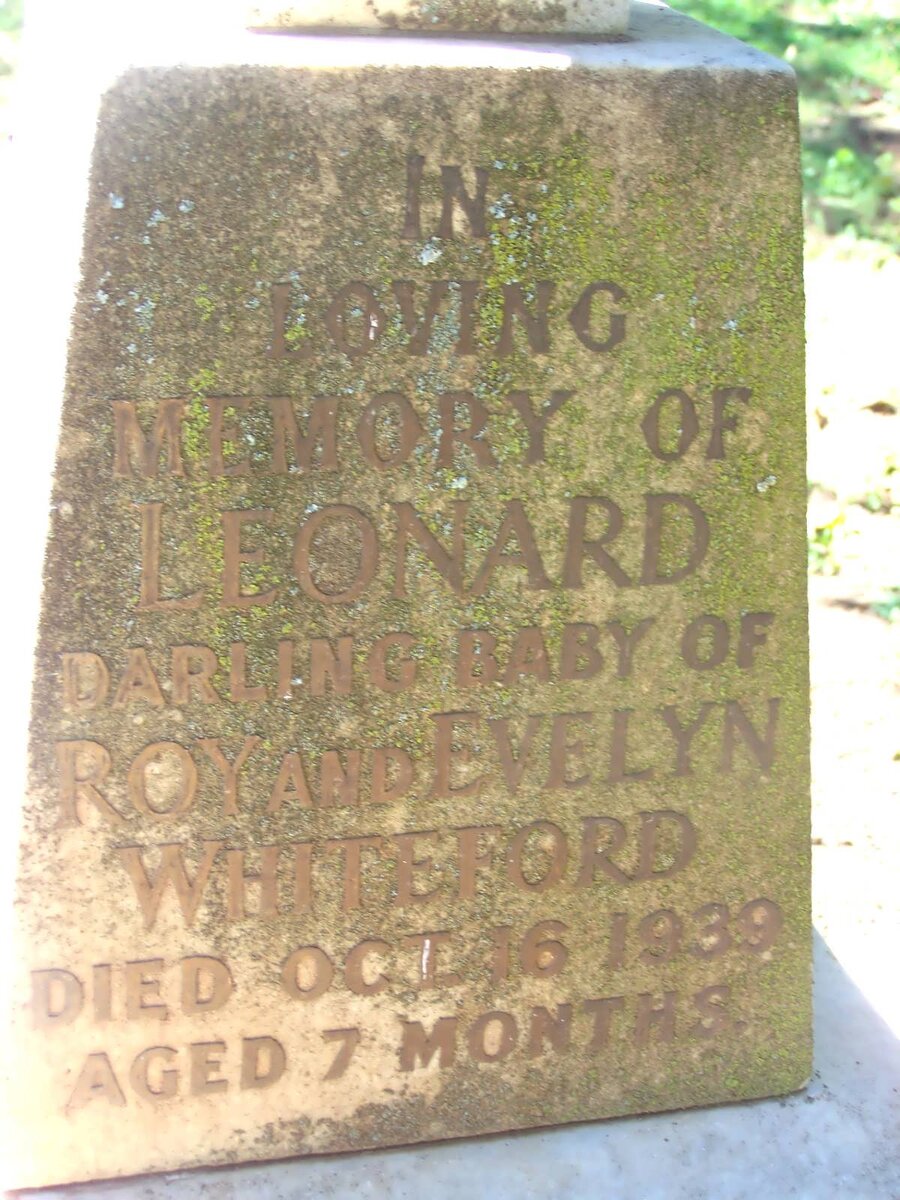 IN
LOVING
MEMORY OF
LEONARD
DARLING BABY OF
ROY AND EVELYN
WHITEFORD
DIED OCT. 16 1939
AGED 7 MONTHS.